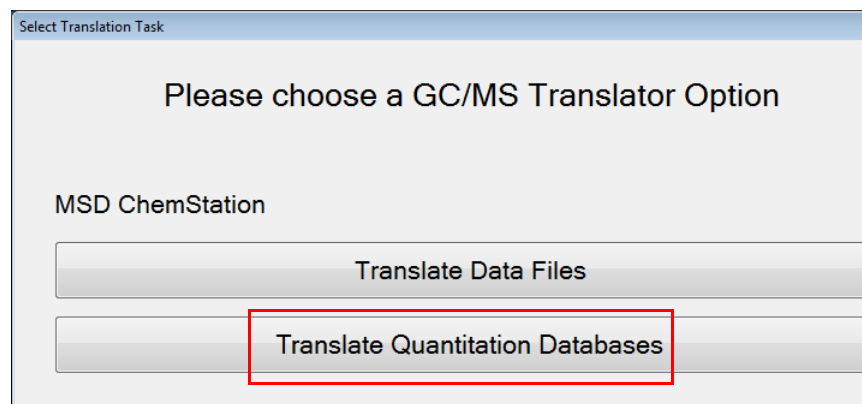 Select Translation Task
Please choose a GC/MS Translator Option
MSD ChemStation
Translate Data Files
Translate Quantitation Databases